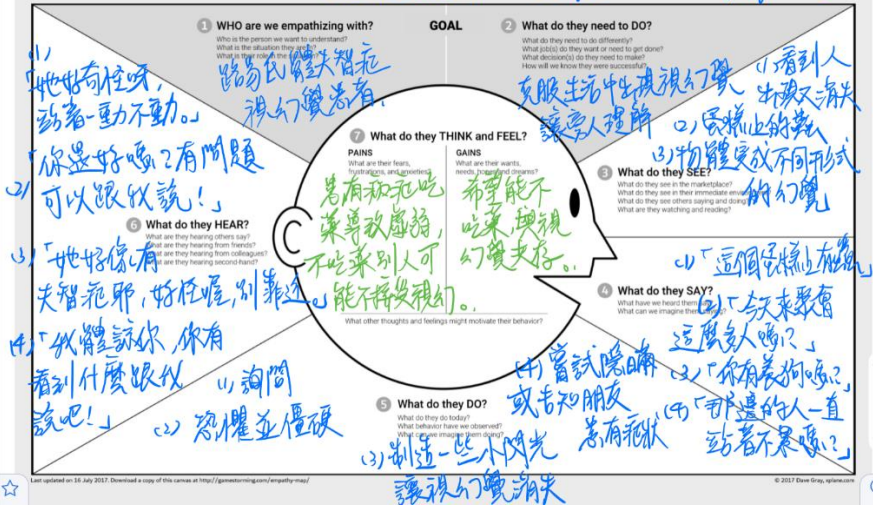 GOAL
1 WHO are we empathizing with?
Who is the person we want to understand?
What is the situation they are in?
What is their role in the situation?
路易氏體失智症
視幻覺患者.
2 What do they need to DO?
What do they need to do differently?
What job(s) do they want or need to get done?
What decision(s) do they need to make?
How will we know they were successful?
克服生活中出現視幻覺
讓旁人理解
3 What do they SEE?
What do they see in the marketplace?
What do they see in their immediate environment?
What do they see others saying and doing?
What are they watching and reading?
(1)看到人
出現又消失
(2)蛋糕上的
(3)物體變成不同形式
的幻覺
4 What do they SAY?
What have we heard them say?
What can we imagine them saying?
(1)「這個蛋糕上有
(2)「今天來聚有
這麼多人嗎?」
(3)「你有養狗嗎?」
(4)「那邊的人一直
站著不累嗎?」
5 What do they DO?
What do they do today?
What behavior have we observed?
What can we imagine them doing?
(1)詢問
(2)恐懼並僵硬
(3)制造一些小閃光
讓視幻覺消失
(4)嘗試隱瞞
或告知朋友
患有症狀
6 What do they HEAR?
What are they hearing others say?
What are they hearing from friends?
What are they hearing from colleagues?
What are they hearing second-hand?
(1)
「她好奇怪呀,
站著一動不動。」
(2)「你還好嗎?有問題
可以跟我說!」
(3)「她好像有
失智症耶,好怪喔,別靠近。」
(4)「我體諒你,你有
看到什麼跟我
說吧!」
7 What do they THINK and FEEL?
PAINS
What are their fears,
frustrations, and anxieties?
患有和症吃
藥導致虛弱,
不吃藥別人可
能不接受視幻。
GAINS
What are their wants,
needs, hopes and dreams?
希望能不
吃藥,與視
幻覺共存。
What other thoughts and feelings might motivate their behavior?
Last updated on 16 July 2017. Download a copy of this canvas at http://gamestorming.com/empathy-map/
© 2017 Dave Gray, xplane.com